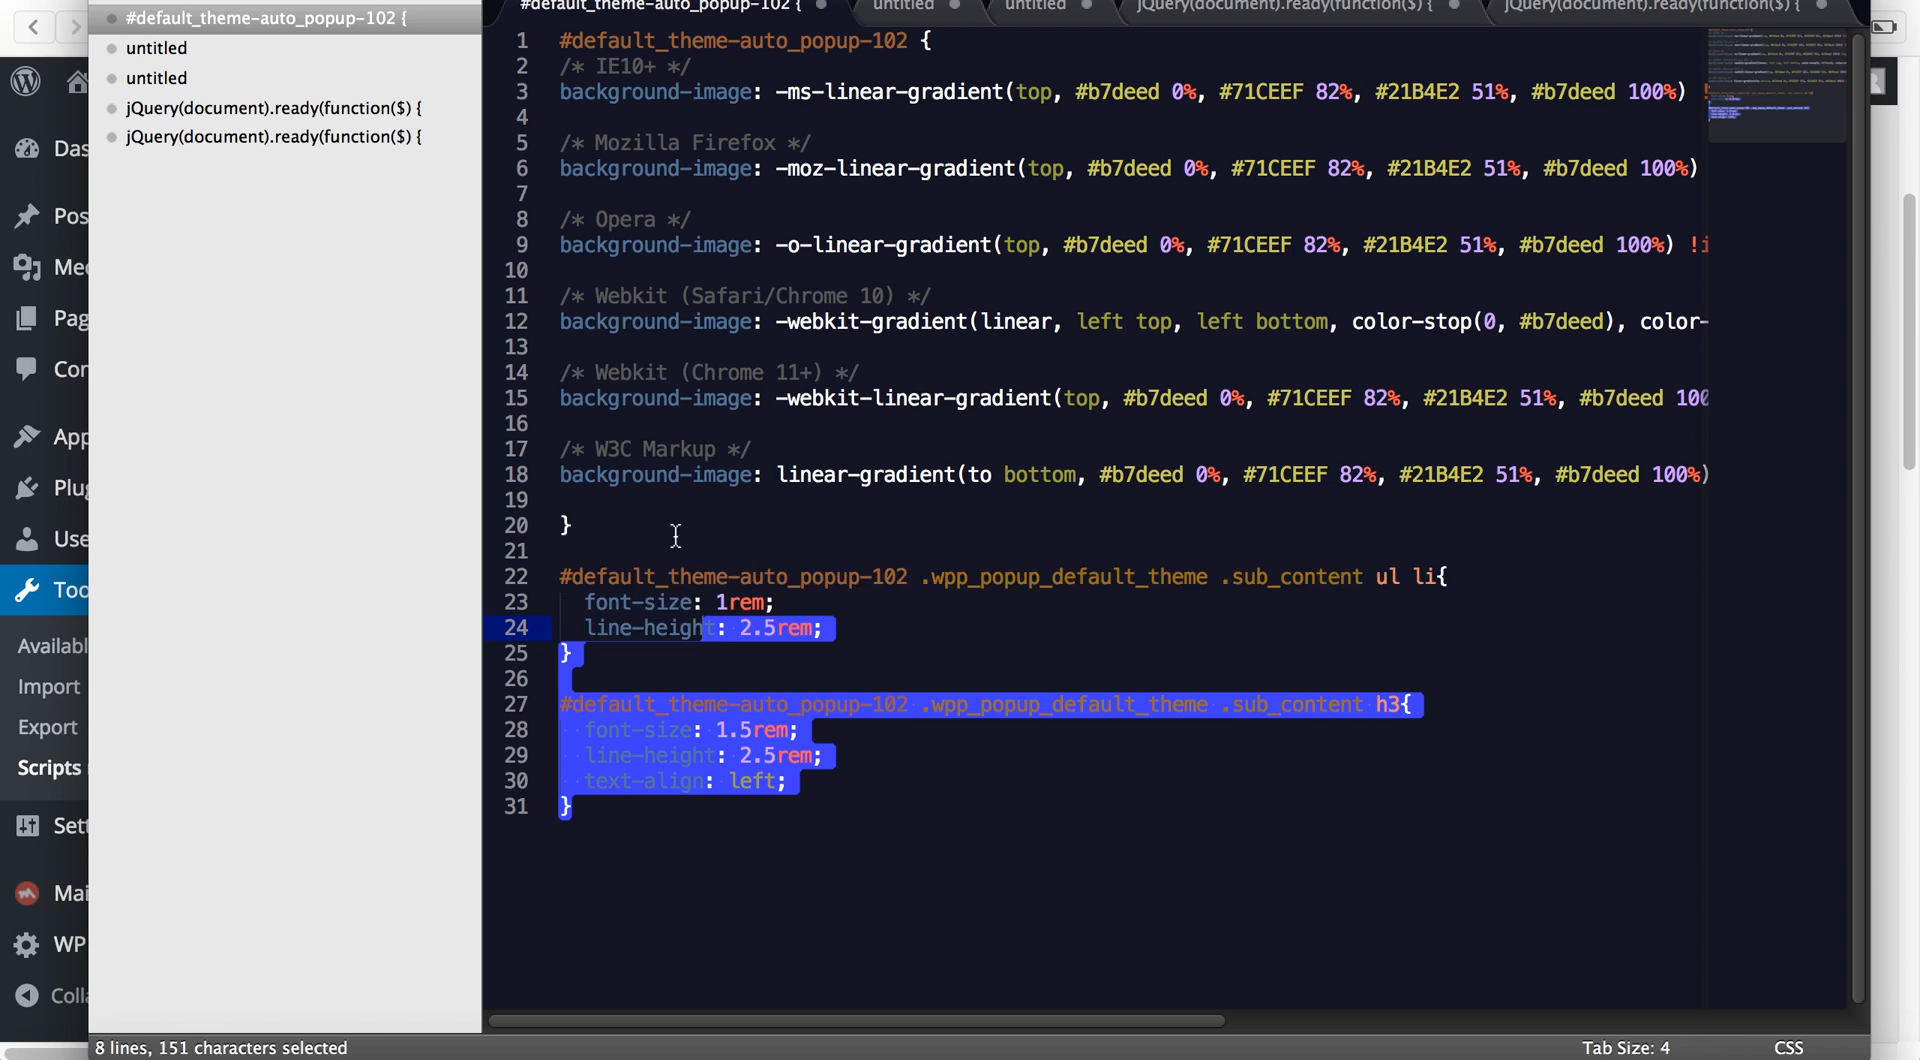 #default_theme-auto_popup-102 {
untitled
untitled
jQuery(document).ready(function($) {
jQuery(document).ready(function($) {
Das
Pos
Me
Pag
Co
App
Plu
Use
Too
Availabl
Import
Export
Scripts
Sett
Mai
WP
Colla
#default_theme-auto_popup-102 {
untitled
untitled
jQuery(document).ready(function($) {
jQuery(document).ready(function($) {
1 #default_theme-auto_popup-102 {
2 /* IE10+ */
3 background-image: -ms-linear-gradient(top, #b7deed 0%, #71CEEF 82%, #21B4E2 51%, #b7deed 100%) !
4
5 /* Mozilla Firefox */
6 background-image: -moz-linear-gradient(top, #b7deed 0%, #71CEEF 82%, #21B4E2 51%, #b7deed 100%)
7
8 /* Opera */
9 background-image: -o-linear-gradient(top, #b7deed 0%, #71CEEF 82%, #21B4E2 51%, #b7deed 100%) !i
10
11 /* Webkit (Safari/Chrome 10) */
12 background-image: -webkit-gradient(linear, left top, left bottom, color-stop(0, #b7deed), color-
13
14 /* Webkit (Chrome 11+) */
15 background-image: -webkit-linear-gradient(top, #b7deed 0%, #71CEEF 82%, #21B4E2 51%, #b7deed 100
16
17 /* W3C Markup */
18 background-image: linear-gradient(to bottom, #b7deed 0%, #71CEEF 82%, #21B4E2 51%, #b7deed 100%)
19
20 }
21
22 #default_theme-auto_popup-102 .wpp_popup_default_theme .sub_content ul li{
23 font-size: 1rem;
24 line-height: 2.5rem;
25 }
26
27 #default_theme-auto_popup-102 .wpp_popup_default_theme .sub_content h3{
28 font-size: 1.5rem;
29 line-height: 2.5rem;
30 text-align: left;
31 }
8 lines, 151 characters selected
Tab Size: 4
CSS